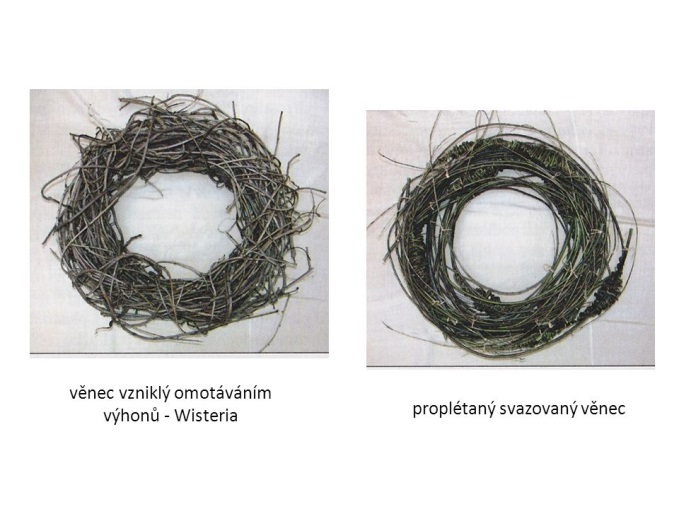 věnec vzniklý omotáváním
výhonů - Wisteria
proplétaný svazovaný věnec